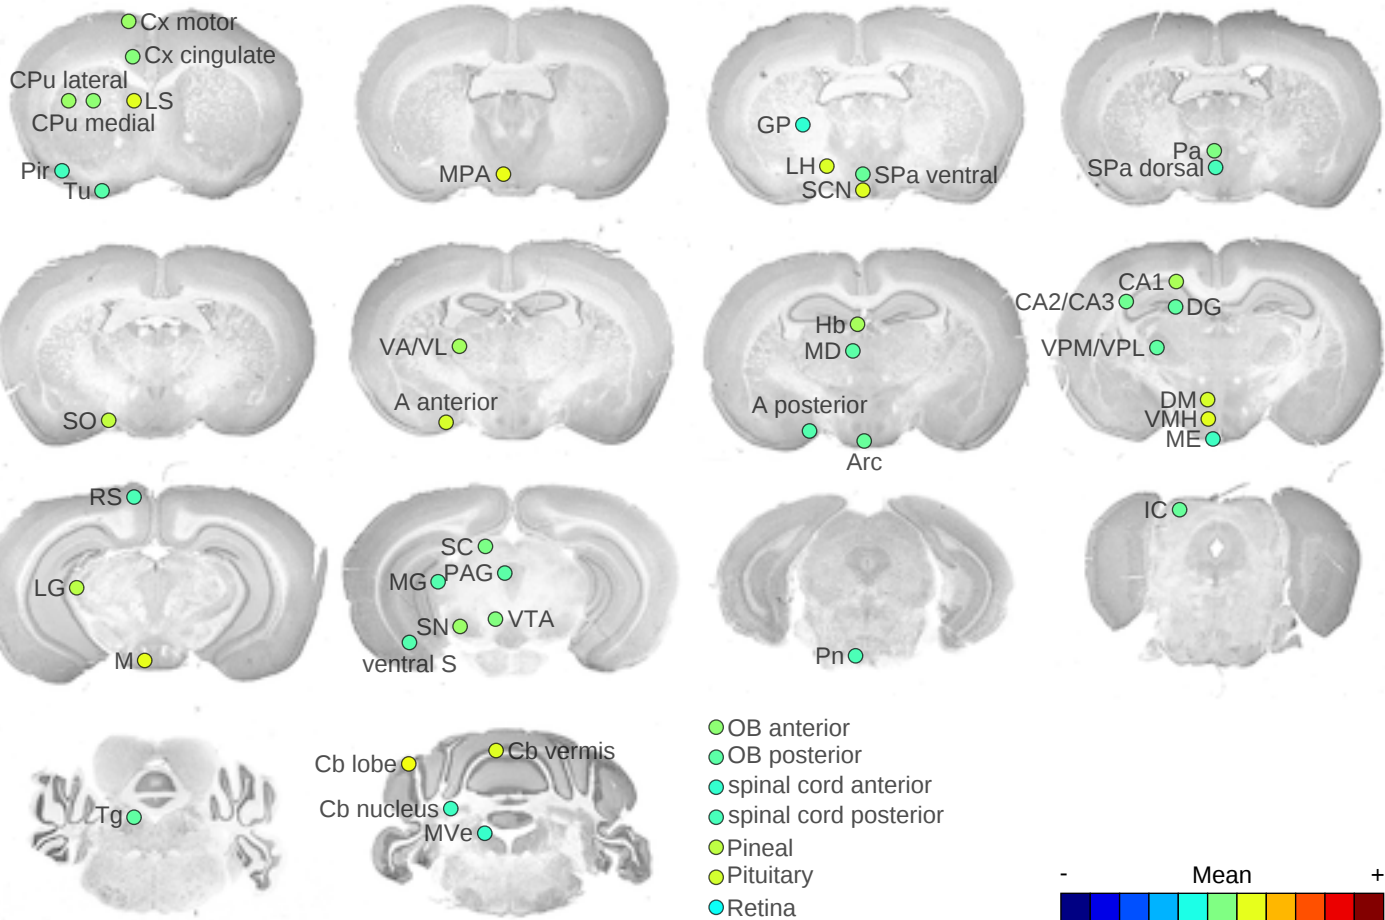 Cx motor
Cx cingulate
CPu lateral
LS
CPu medial
Pir
Tu
MPA
GP
LH
SPa ventral
SCN
Pa
SPa dorsal
SO
VA/VL
A anterior
Hb
MD
A posterior
Arc
CA1
CA2/CA3
DG
VPM/VPL
DM
VMH
ME
RS
LG
M
SC
MG
PAG
SN
VTA
ventral S
Pn
IC
Tg
Cb lobe
Cb vermis
Cb nucleus
MVe
OB anterior
OB posterior
spinal cord anterior
spinal cord posterior
Pineal
Pituitary
Retina
- Mean +